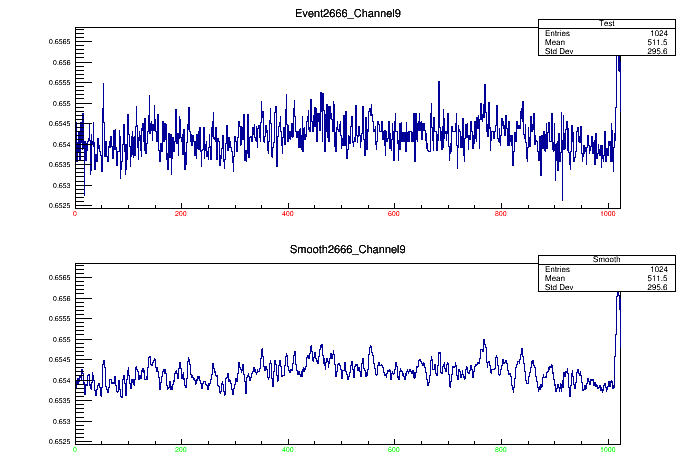 Event2666_Channel9
Test
Entries 1024
Mean 511.5
Std Dev 295.6
0.6565
0.656
0.6555
0.655
0.6545
0.654
0.6535
0.653
0.6525
0 200 400 600 800 1000
Smooth2666_Channel9
Smooth
Entries 1024
Mean 511.5
Std Dev 295.6
0.6565
0.656
0.6555
0.655
0.6545
0.654
0.6535
0.653
0.6525
0 200 400 600 800 1000